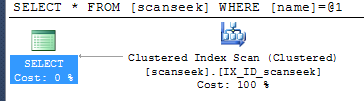 SELECT * FROM [scanseek] WHERE [name]=@1
SELECT
Cost: 0 %
Clustered Index Scan (Clustered)
[scanseek].[IX_ID_scanseek]
Cost: 100 %